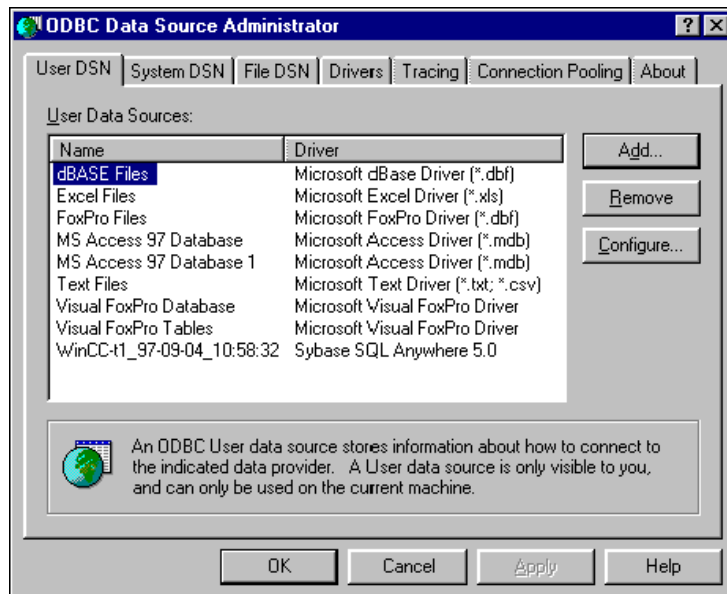 ODBC Data Source Administrator
User DSN System DSN File DSN Drivers Tracing Connection Pooling About
User Data Sources:
Name Driver
dBASE Files Microsoft dBase Driver (*.dbf)
Excel Files Microsoft Excel Driver (*.xls)
FoxPro Files Microsoft FoxPro Driver (*.dbf)
MS Access 97 Database Microsoft Access Driver (*.mdb)
MS Access 97 Database 1 Microsoft Access Driver (*.mdb)
Text Files Microsoft Text Driver (*.txt; *.csv)
Visual FoxPro Database Microsoft Visual FoxPro Driver
Visual FoxPro Tables Microsoft Visual FoxPro Driver
WinCC-t1_97-09-04_10:58:32 Sybase SQL Anywhere 5.0
Add...
Remove
Configure...
An ODBC User data source stores information about how to connect to
the indicated data provider. A User data source is only visible to you,
and can only be used on the current machine.
OK Cancel Apply Help